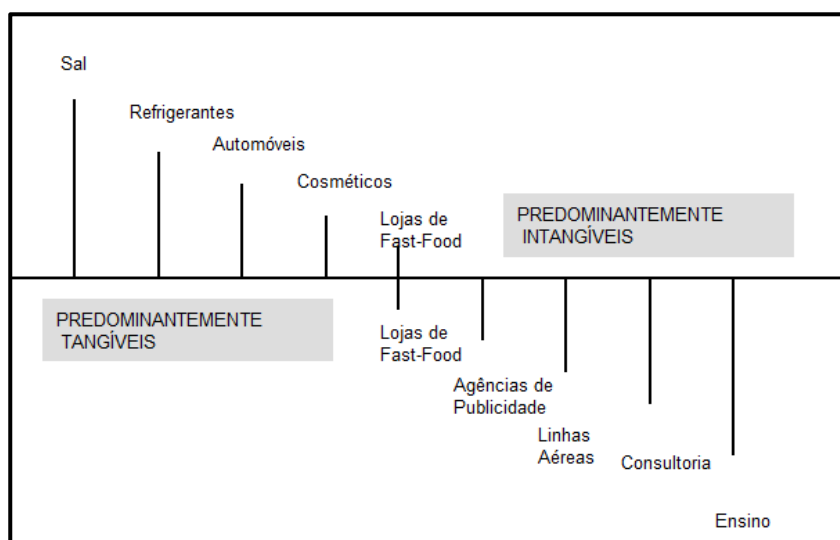 Sal
Refrigerantes
Automóveis
Cosméticos
Lojas de
Fast-Food
PREDOMINANTEMENTE
INTANGÍVEIS
PREDOMINANTEMENTE
TANGÍVEIS
Lojas de
Fast-Food
Agências de
Publicidade
Linhas
Aéreas
Consultoria
Ensino